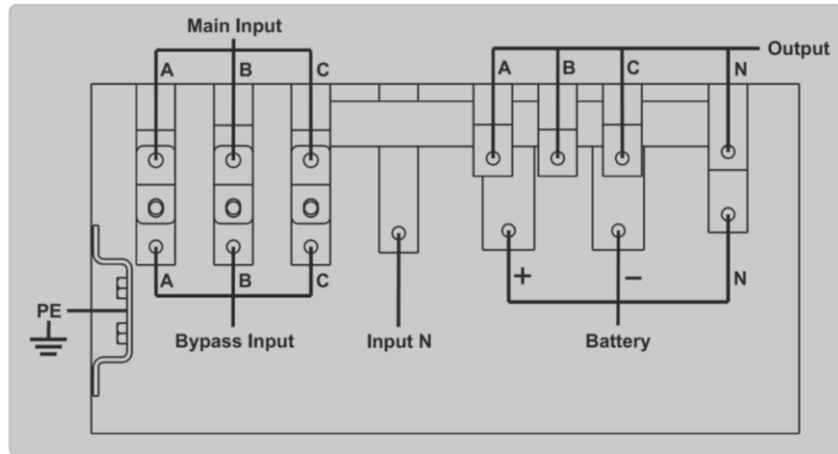 Main Input
A B C
A B C N
Output
+ − N
A B C
PE
Bypass Input
Input N
Battery